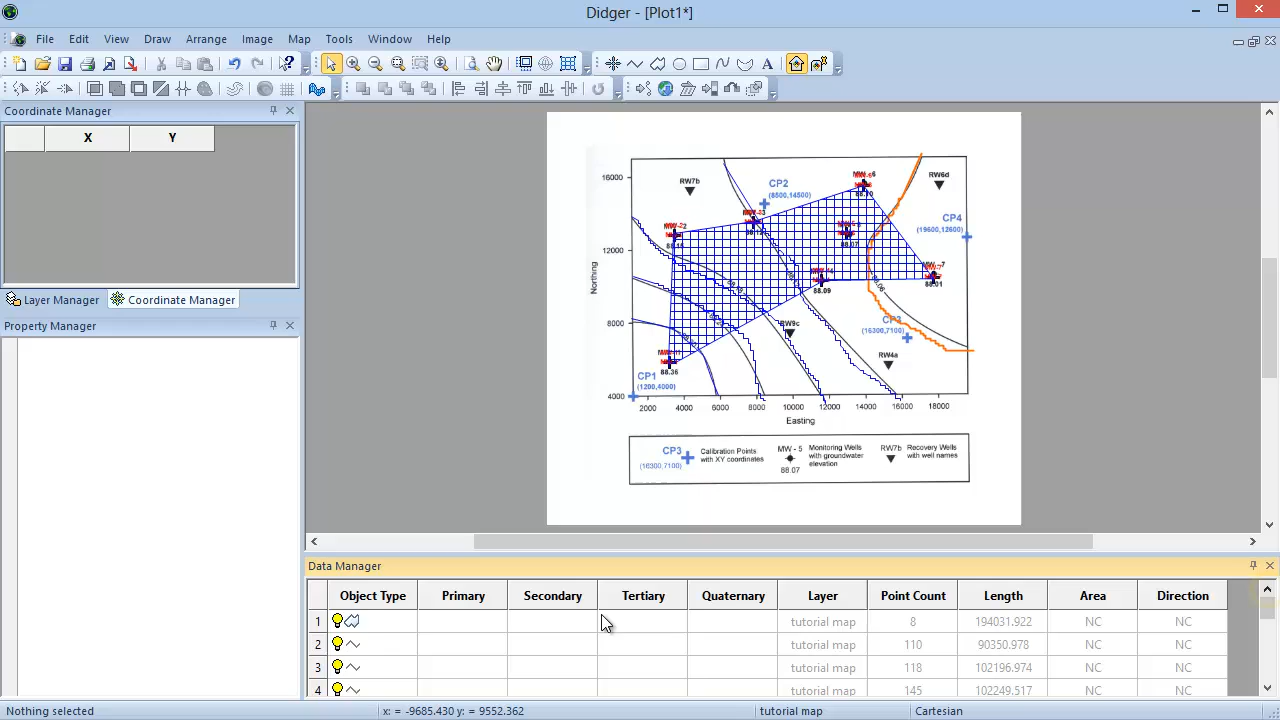 Didger - [Plot1*]
File Edit View Draw Arrange Image Map Tools Window Help
Coordinate Manager
X Y
Layer Manager Coordinate Manager
Property Manager
16000
12000
8000
4000
Northing
2000 4000 6000 8000 10000 12000 14000 16000 18000
Easting
RW7b
CP2
(8500,14500)
RW6d
CP4
(19600,12600)
88.10
88.07
88.01
88.09
88.06
CP3
(16300,7100)
RW9c
RW4a
88.36
CP1
(1200,4000)
CP3
(16300,7100)
Calibration Points
with XY coordinates
MW - 5
88.07
Monitoring Wells
with groundwater
elevation
RW7b
Recovery Wells
with well names
Data Manager
Object Type Primary Secondary Tertiary Quaternary Layer Point Count Length Area Direction
1 tutorial map 8 194031.922 NC NC
2 tutorial map 110 90350.978 NC NC
3 tutorial map 118 102196.974 NC NC
4 tutorial map 145 102249.517 NC NC
Nothing selected x: = -9685.430 y: = 9552.362 tutorial map Cartesian